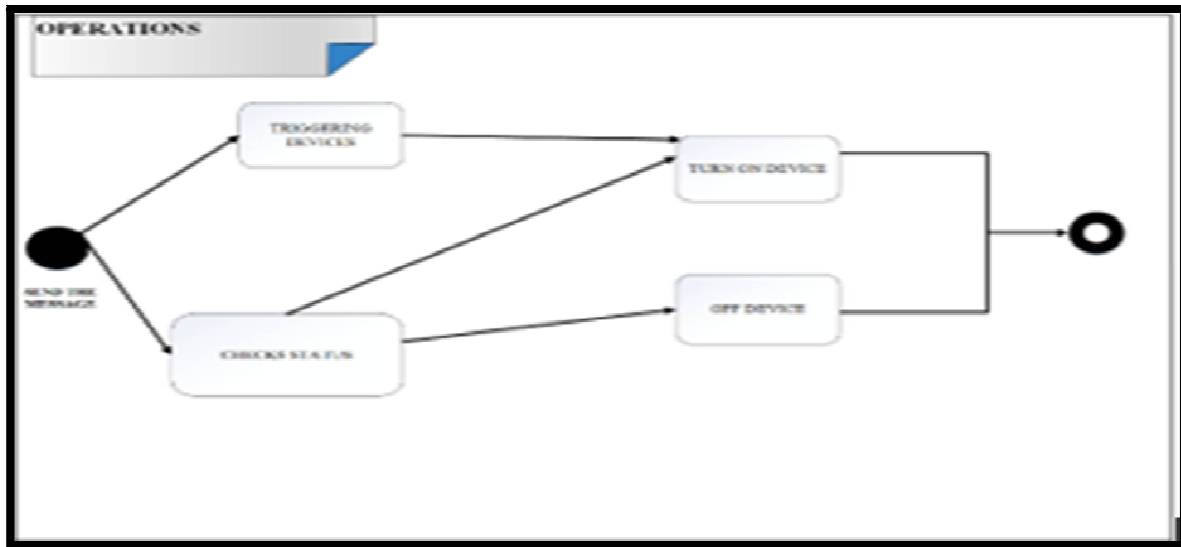 OPERATIONS
TRIGGERING
DEVICES
TURN ON DEVICE
SEND THE
MESSAGE
OFF DEVICE
CHECKS STATUS